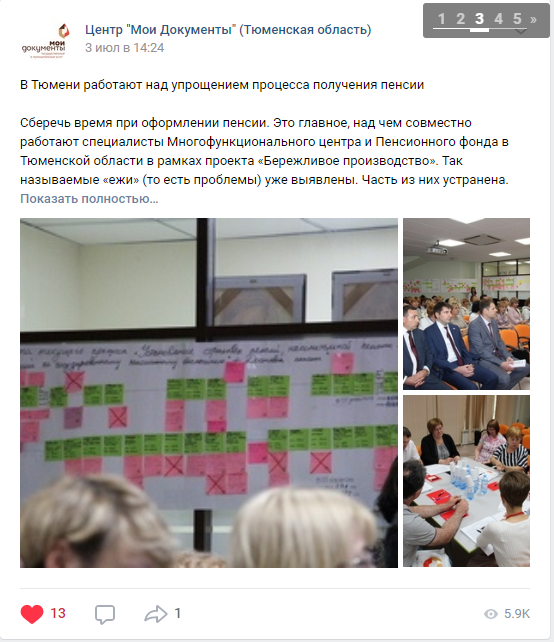 1 2 3 4 5 »
Центр "Мои Документы" (Тюменская область)
3 июл в 14:24
мои
документы
В Тюмени работают над упрощением процесса получения пенсии
Сберечь время при оформлении пенсии. Это главное, над чем совместно
работают специалисты Многофункционального центра и Пенсионного фонда в
Тюменской области в рамках проекта «Бережливое производство». Так
называемые «ежи» (то есть проблемы) уже выявлены. Часть из них устранена.
Показать полностью...
13
1
5.9K